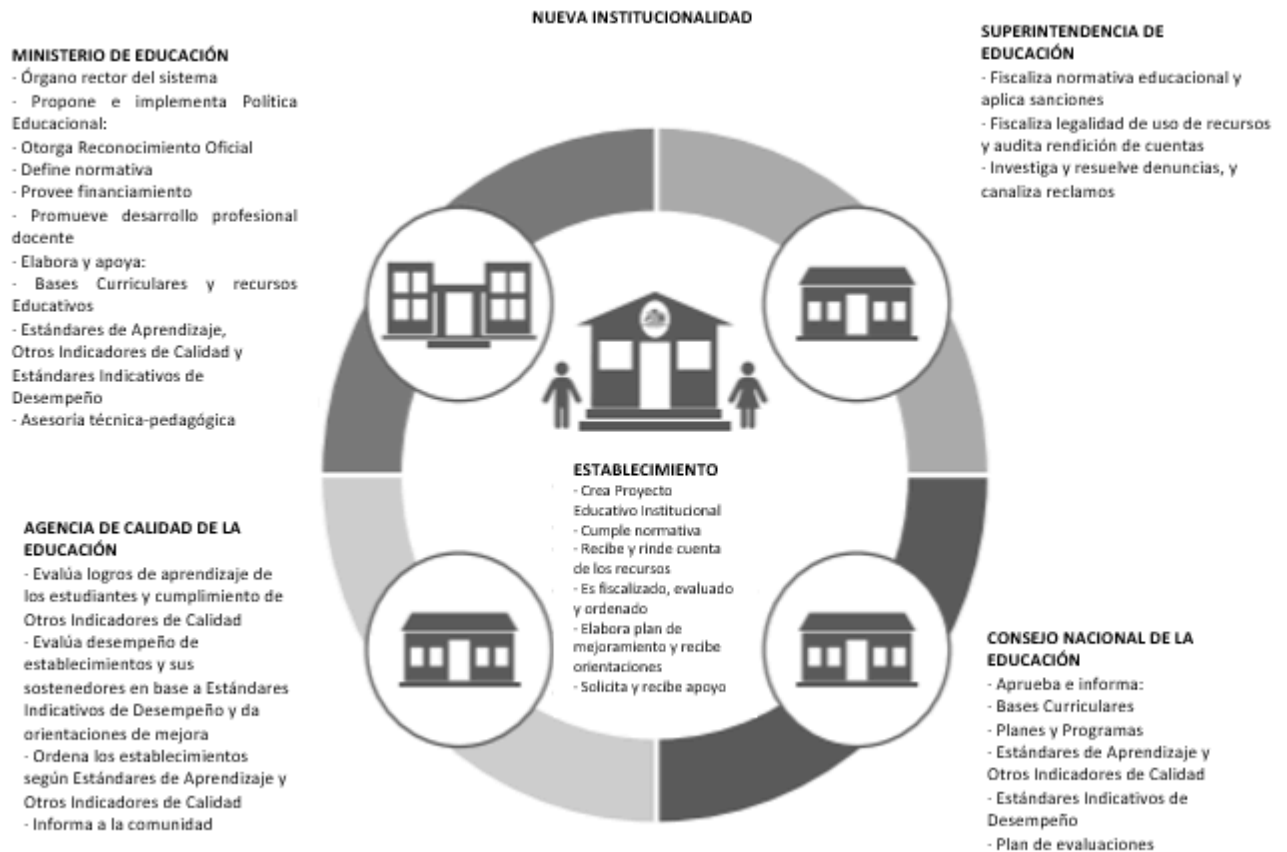 NUEVA INSTITUCIONALIDAD
MINISTERIO DE EDUCACIÓN
- Órgano rector del sistema
- Propone e implementa Política
Educacional:
- Otorga Reconocimiento Oficial
- Define normativa
- Provee financiamiento
- Promueve desarrollo profesional
docente
- Elabora y apoya:
- Bases Curriculares y recursos
Educativos
- Estándares de Aprendizaje,
Otros Indicadores de Calidad y
Estándares Indicativos de
Desempeño
- Asesoría técnica-pedagógica
SUPERINTENDENCIA DE
EDUCACIÓN
- Fiscaliza normativa educacional y
aplica sanciones
- Fiscaliza legalidad de uso de recursos
y audita rendición de cuentas
- Investiga y resuelve denuncias, y
canaliza reclamos
ESTABLECIMIENTO
- Crea Proyecto
Educativo Institucional
- Cumple normativa
- Recibe y rinde cuenta
de los recursos
- Es fiscalizado, evaluado
y ordenado
- Elabora plan de
mejoramiento y recibe
orientaciones
- Solicita y recibe apoyo
AGENCIA DE CALIDAD DE LA
EDUCACIÓN
- Evalúa logros de aprendizaje de
los estudiantes y cumplimiento de
Otros Indicadores de Calidad
- Evalúa desempeño de
establecimientos y sus
sostenedores en base a Estándares
Indicativos de Desempeño y da
orientaciones de mejora
- Ordena los establecimientos
según Estándares de Aprendizaje y
Otros Indicadores de Calidad
- Informa a la comunidad
CONSEJO NACIONAL DE LA
EDUCACIÓN
- Aprueba e informa:
- Bases Curriculares
- Planes y Programas
- Estándares de Aprendizaje y
Otros Indicadores de Calidad
- Estándares Indicativos de
Desempeño
- Plan de evaluaciones